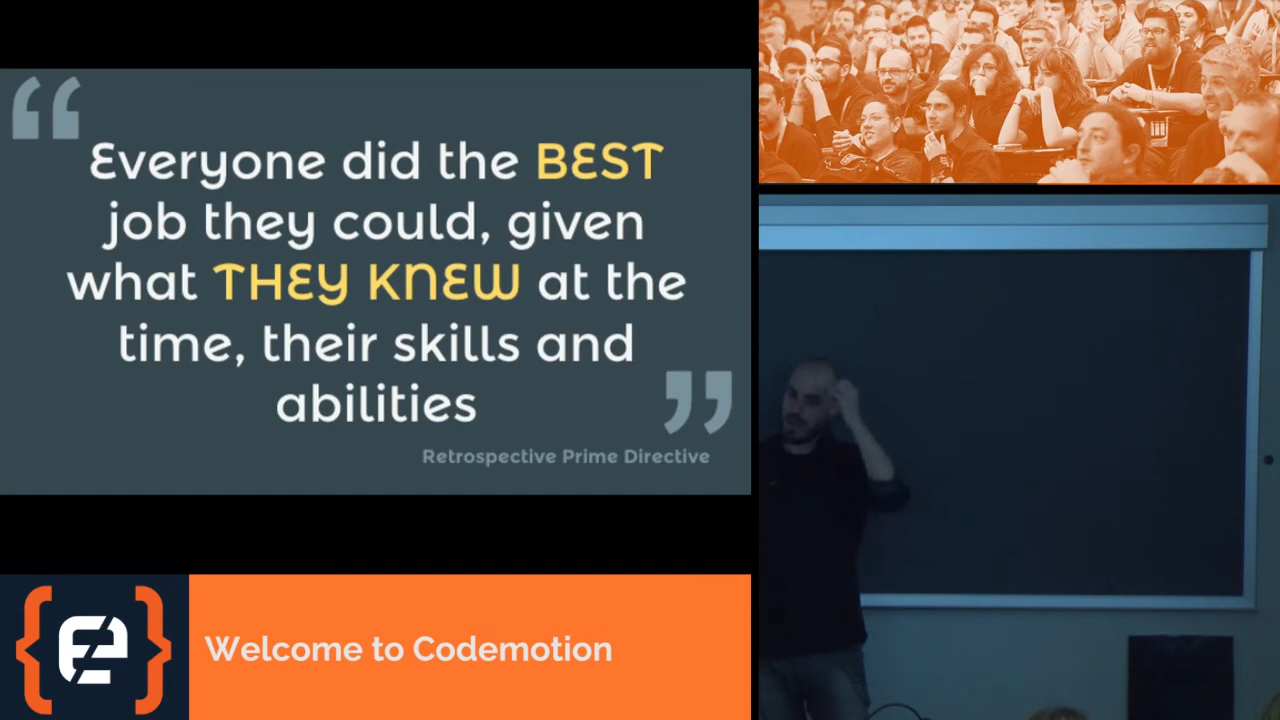 Everyone did the BEST
job they could, given
what THEY KNEW at the
time, their skills and
abilities
Retrospective Prime Directive
Welcome to Codemotion